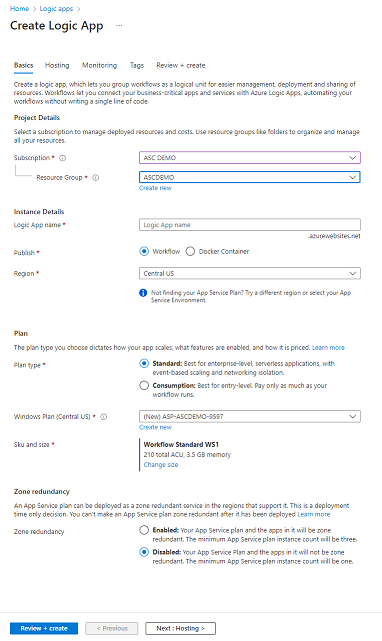 Home > Logic apps >
Create Logic App ...
Basics Hosting Monitoring Tags Review + create
Create a logic app, which lets you group workflows as a logical unit for easier management, deployment and sharing of
resources. Workflows let you connect your business-critical apps and services with Azure Logic Apps, automating your
workflows without writing a single line of code.
Project Details
Select a subscription to manage deployed resources and costs. Use resource groups like folders to organize and manage
all your resources.
Subscription * ASC DEMO
Resource Group * ASCDEMO
Create new
Instance Details
Logic App name * Logic App name
.azurewebsites.net
Publish * Workflow Docker Container
Region * Central US
Not finding your App Service Plan? Try a different region or select your App
Service Environment.
Plan
The plan type you choose dictates how your app scales, what features are enabled, and how it is priced. Learn more
Plan type * Standard: Best for enterprise-level, serverless applications, with
event-based scaling and networking isolation.
Consumption: Best for entry-level. Pay only as much as your
workflow runs.
Windows Plan (Central US) * (New) ASP-ASCDEMO-9597
Create new
Sku and size * Workflow Standard WS1
210 total ACU, 3.5 GB memory
Change size
Zone redundancy
An App Service plan can be deployed as a zone redundant service in the regions that support it. This is a deployment
time only decision. You can't make an App Service plan zone redundant after it has been deployed Learn more
Zone redundancy Enabled: Your App Service plan and the apps in it will be zone
redundant. The minimum App Service plan instance count will be three.
Disabled: Your App Service Plan and the apps in it will not be zone
redundant. The minimum App Service plan instance count will be one.
Review + create < Previous Next : Hosting >